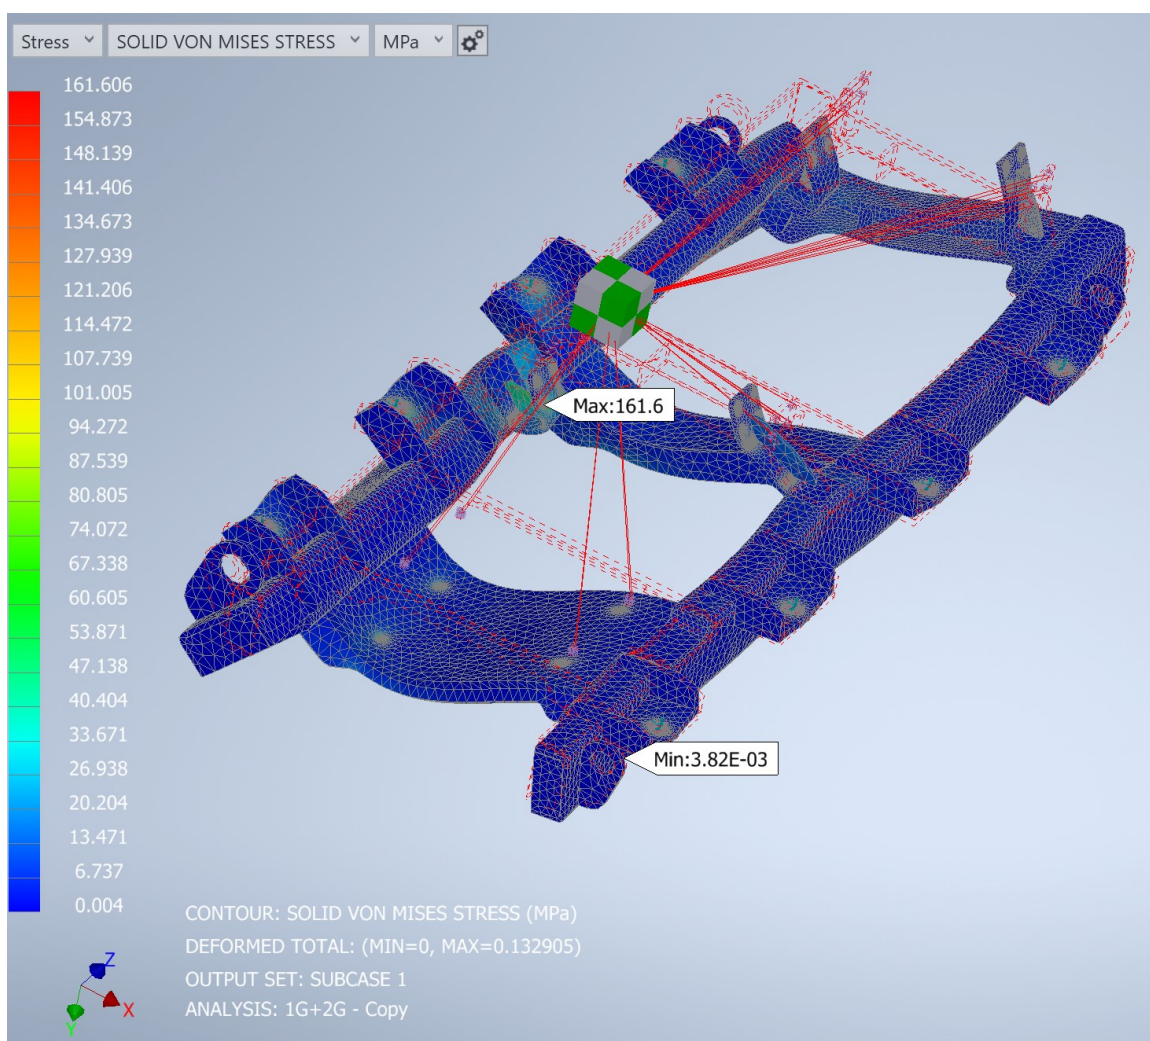 Stress SOLID VON MISES STRESS MPa
161.606
154.873
148.139
141.406
134.673
127.939
121.206
114.472
107.739
101.005
94.272
87.539
80.805
74.072
67.338
60.605
53.871
47.138
40.404
33.671
26.938
20.204
13.471
6.737
0.004
Max:161.6
Min:3.82E-03
CONTOUR: SOLID VON MISES STRESS (MPa)
DEFORMED TOTAL: (MIN=0, MAX=0.132905)
OUTPUT SET: SUBCASE 1
ANALYSIS: 1G+2G - Copy
Z
X
Y